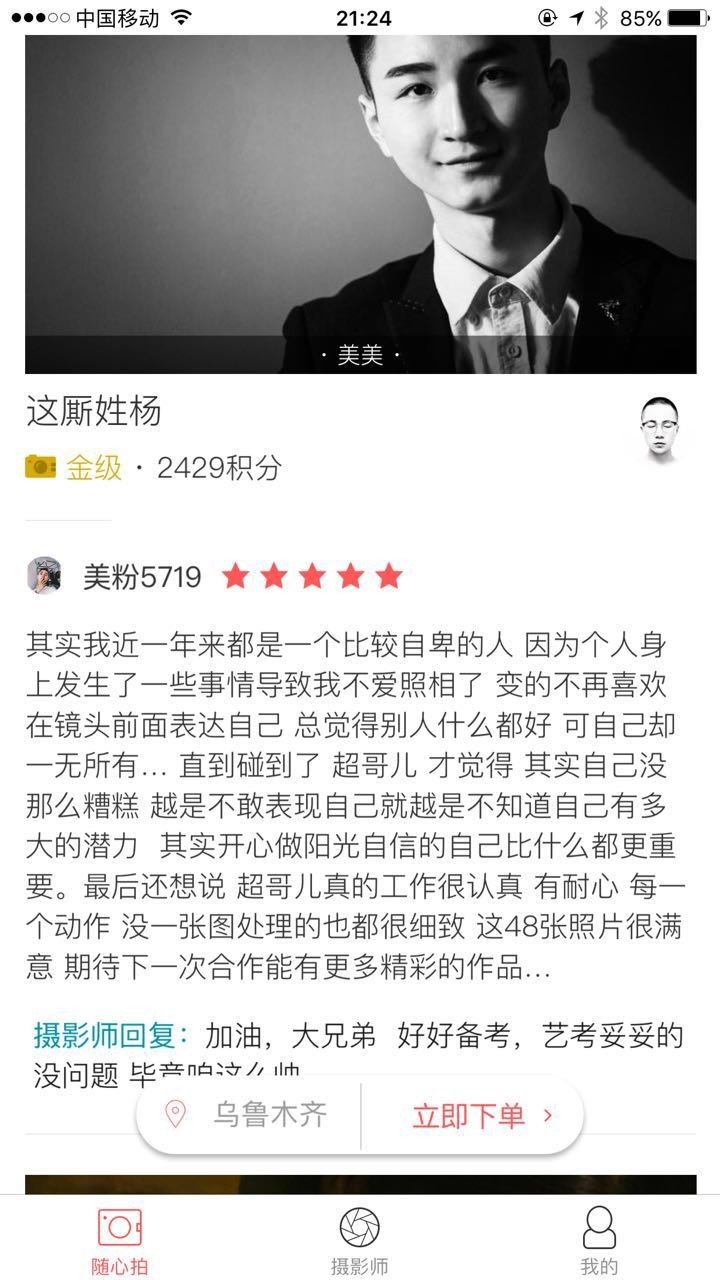 中国移动
21:24
85%
· 美美 ·
这厮姓杨
金级 · 2429积分
美粉5719
其实我近一年来都是一个比较自卑的人 因为个人身
上发生了一些事情导致我不爱照相了 变的不再喜欢
在镜头前面表达自己 总觉得别人什么都好 可自己却
一无所有... 直到碰到了 超哥儿 才觉得 其实自己没
那么糟糕 越是不敢表现自己就越是不知道自己有多
大的潜力 其实开心做阳光自信的自己比什么都更重
要。最后还想说 超哥儿真的工作很认真 有耐心 每一
个动作 没一张图处理的也都很细致 这48张照片很满
意 期待下一次合作能有更多精彩的作品...
摄影师回复：加油，大兄弟 好好备考，艺考妥妥的
没问题 毕竟咱这么帅
乌鲁木齐
立即下单
随心拍
摄影师
我的